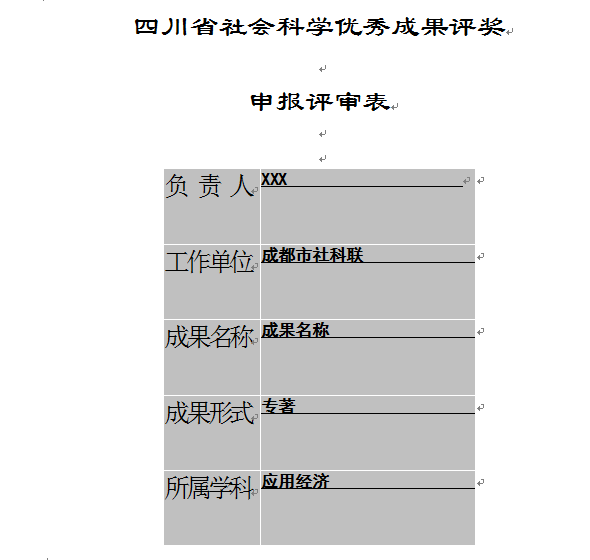 四川省社会科学优秀成果评奖
申报评审表
负 责 人 XXX
工作单位 成都市社科联
成果名称 成果名称
成果形式 专著
所属学科 应用经济